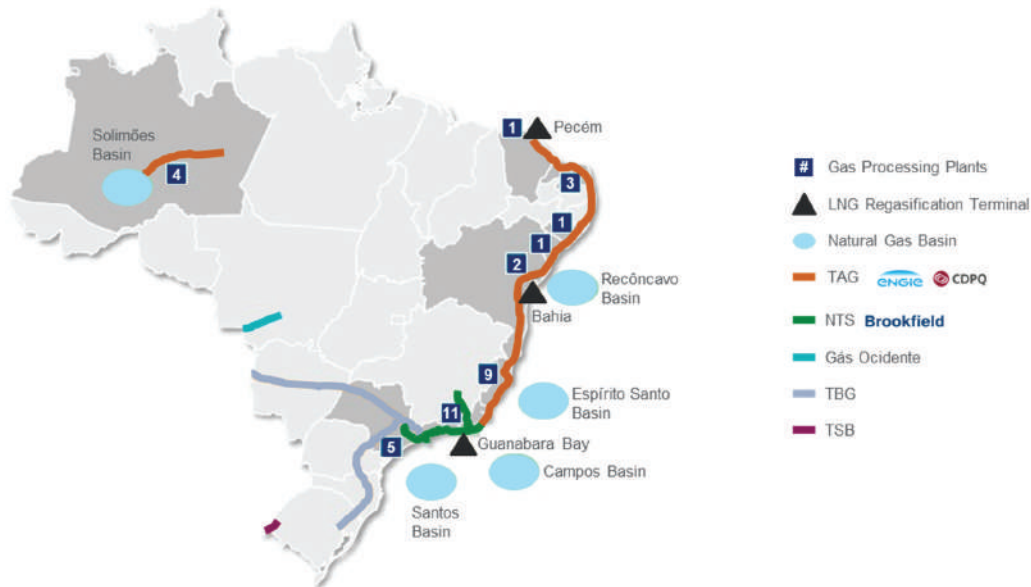 Solimões
Basin
4
1
Pecém
3
1
1
2
Recôncavo
Basin
Bahia
9
Espírito Santo
Basin
11
5
Guanabara Bay
Campos Basin
Santos
Basin
# Gas Processing Plants
LNG Regasification Terminal
Natural Gas Basin
TAG ENGIE CDPQ
NTS Brookfield
Gás Ocidente
TBG
TSB